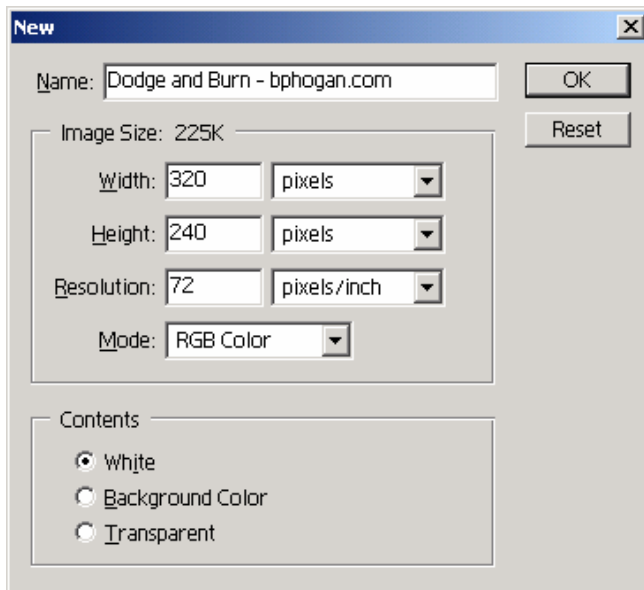 New
Name: Dodge and Burn - bphogan.com
OK
Reset
Image Size: 225K
Width: 320 pixels
Height: 240 pixels
Resolution: 72 pixels/inch
Mode: RGB Color
Contents
White
Background Color
Transparent